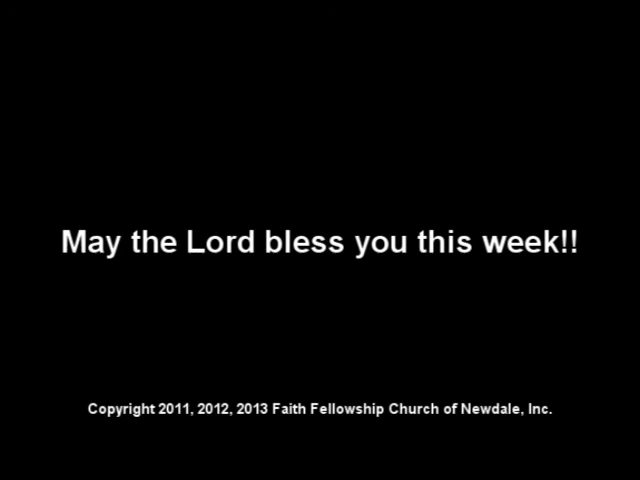 May the Lord bless you this week!!
Copyright 2011, 2012, 2013 Faith Fellowship Church of Newdale, Inc.